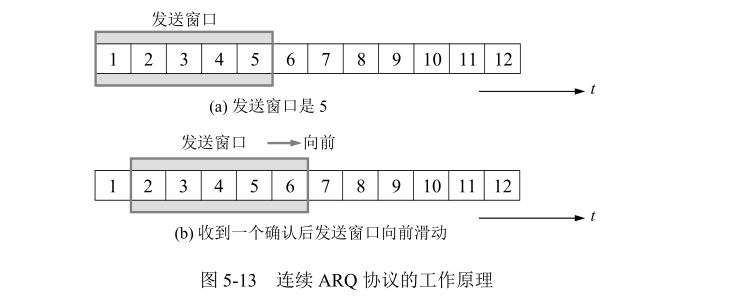 发送窗口
1 2 3 4 5 6 7 8 9 10 11 12
t
(a) 发送窗口是 5
发送窗口 向前
1 2 3 4 5 6 7 8 9 10 11 12
t
(b) 收到一个确认后发送窗口向前滑动
图 5-13 连续 ARQ 协议的工作原理